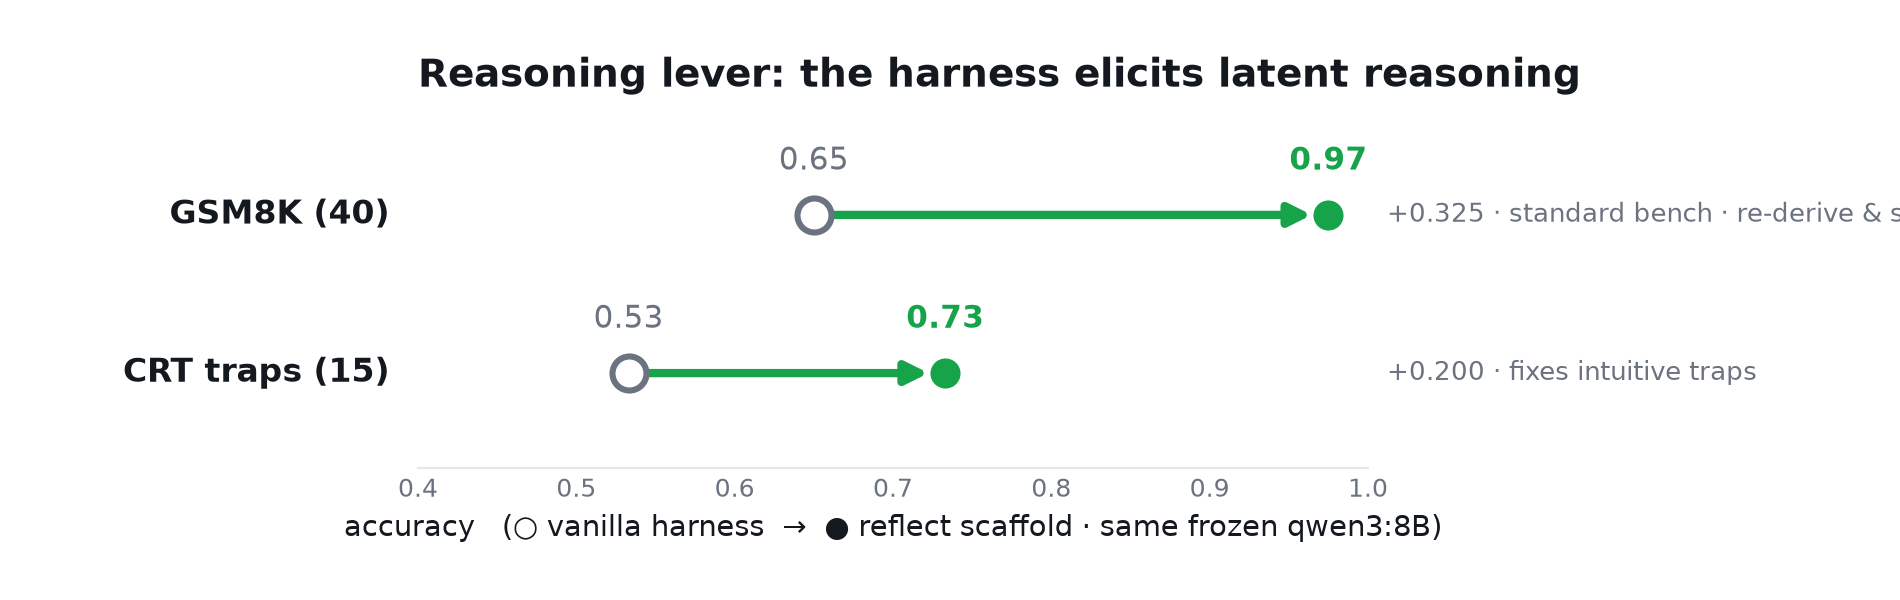 Reasoning lever: the harness elicits latent reasoning
0.65 0.97
GSM8K (40) +0.325 · standard bench · re-derive & s
0.53 0.73
CRT traps (15) +0.200 · fixes intuitive traps
0.4 0.5 0.6 0.7 0.8 0.9 1.0
accuracy (○ vanilla harness → ● reflect scaffold · same frozen qwen3:8B)